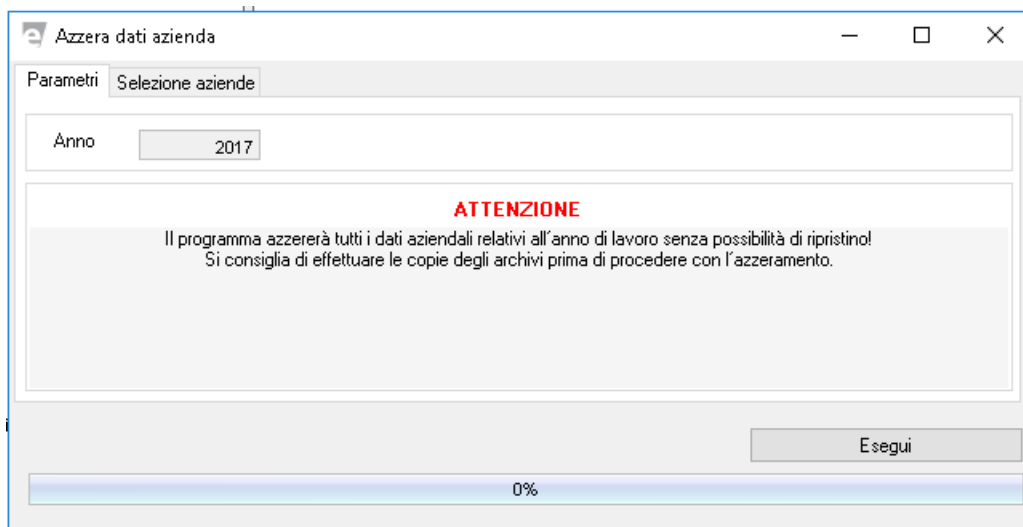 Azzera dati azienda
Parametri Selezione aziende
Anno 2017
ATTENZIONE
Il programma azzererà tutti i dati aziendali relativi all'anno di lavoro senza possibilità di ripristino!
Si consiglia di effettuare le copie degli archivi prima di procedere con l'azzeramento.
Esegui
0%